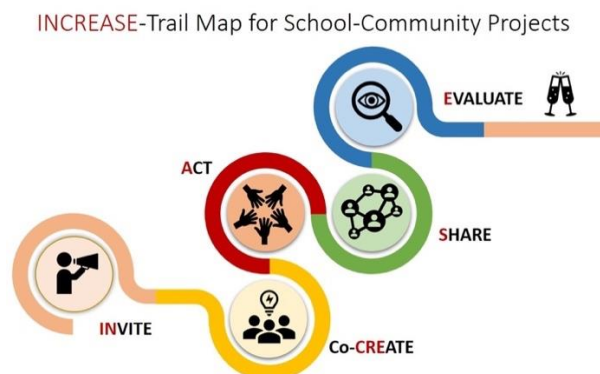 INCREASE-Trail Map for School-Community Projects
EVALUATE
ACT
SHARE
INVITE
Co-CREATE